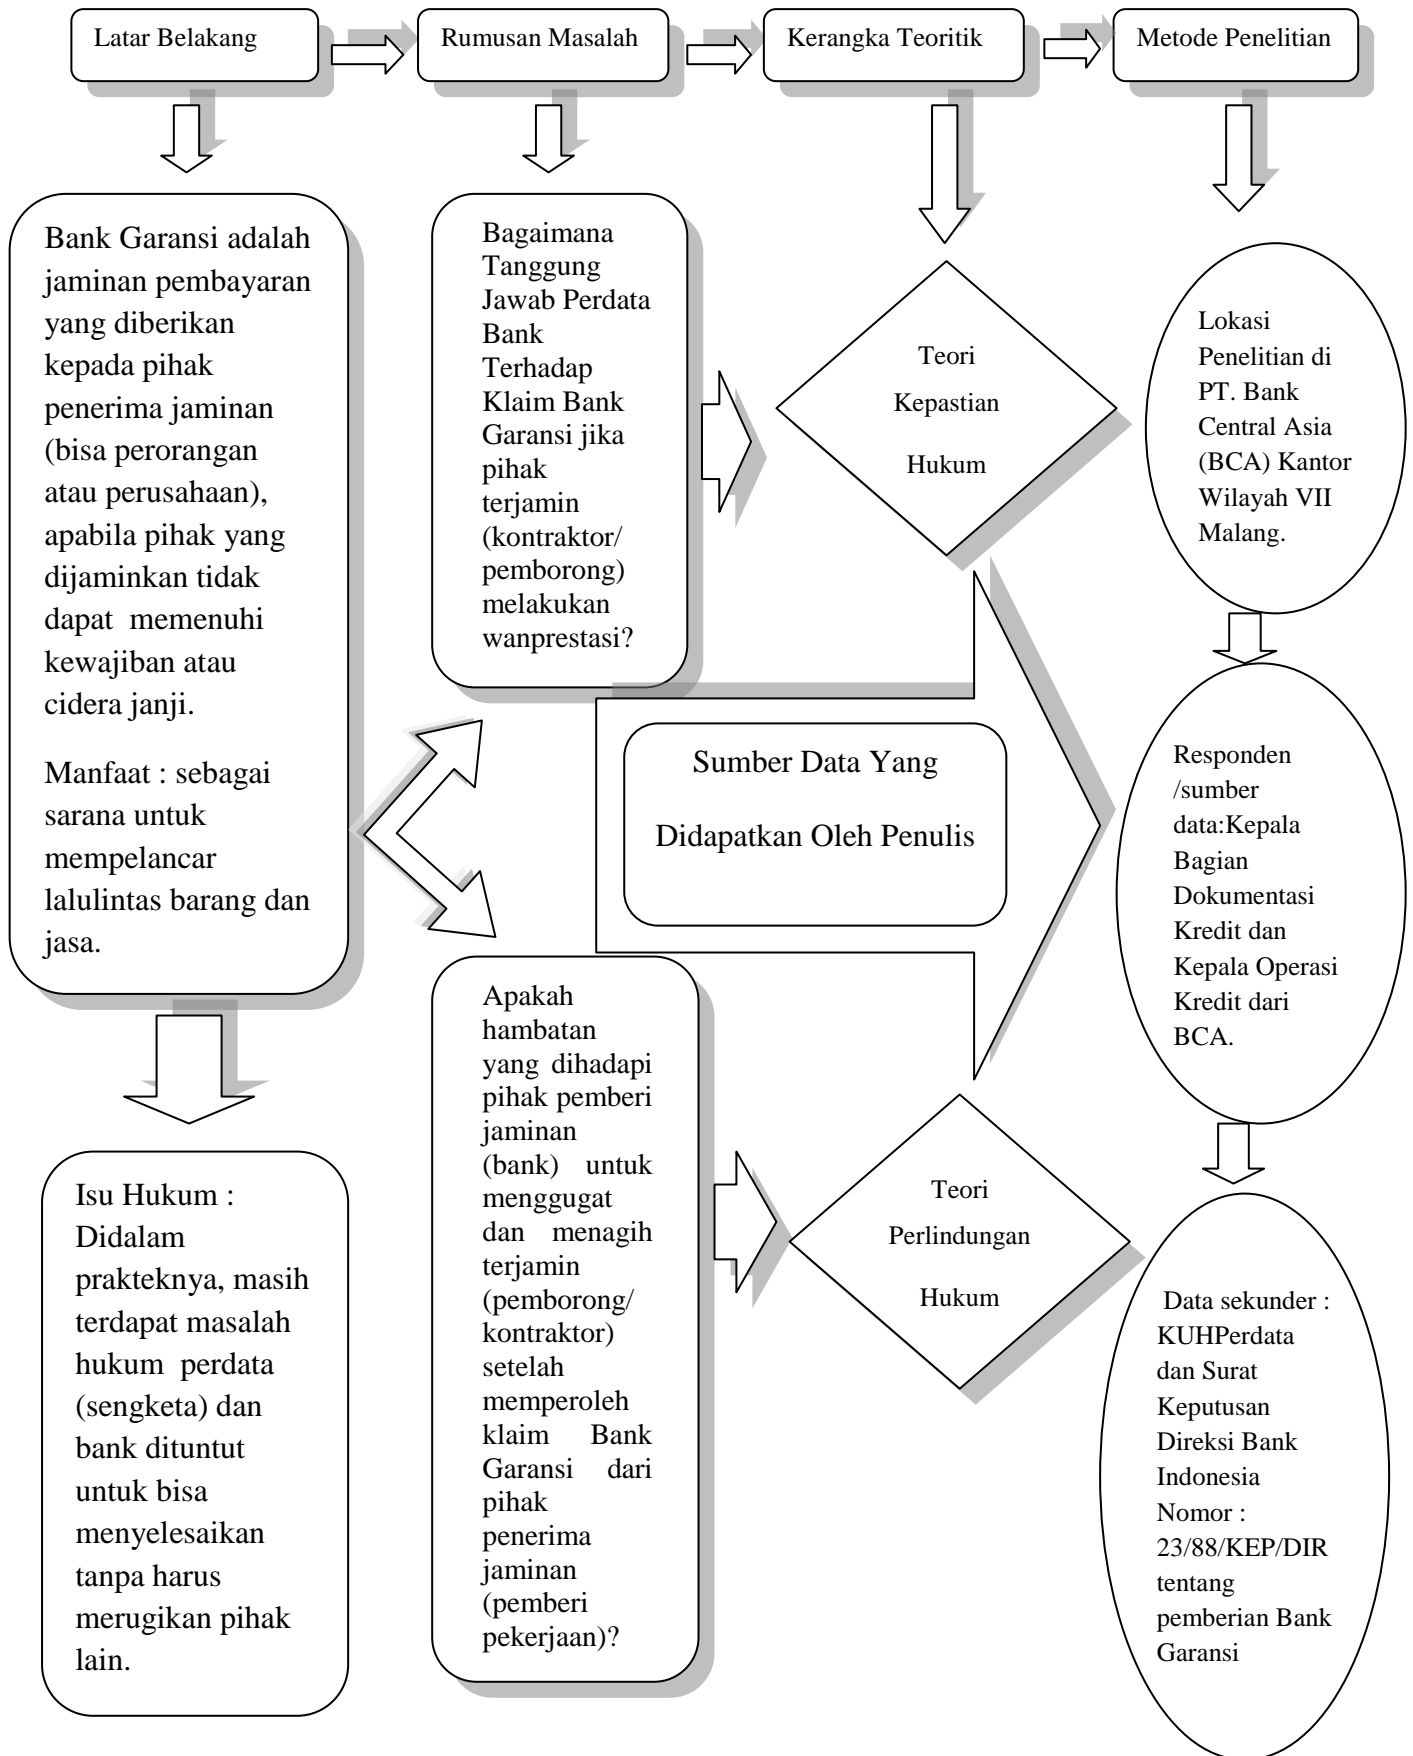 Latar Belakang
Rumusan Masalah
Kerangka Teoritik
Metode Penelitian
Bank Garansi adalah
jaminan pembayaran
yang diberikan
kepada pihak
penerima jaminan
(bisa perorangan
atau perusahaan),
apabila pihak yang
dijaminkan tidak
dapat memenuhi
kewajiban atau
cidera janji.
Manfaat : sebagai
sarana untuk
mempelancar
lalulintas barang dan
jasa.
Isu Hukum :
Didalam
prakteknya, masih
terdapat masalah
hukum perdata
(sengketa) dan
bank dituntut
untuk bisa
menyelesaikan
tanpa harus
merugikan pihak
lain.
Bagaimana
Tanggung
Jawab Perdata
Bank
Terhadap
Klaim Bank
Garansi jika
pihak
terjamin
(kontraktor/
pemborong)
melakukan
wanprestasi?
Sumber Data Yang
Didapatkan Oleh Penulis
Apakah
hambatan
yang dihadapi
pihak pemberi
jaminan
(bank) untuk
menggugat
dan menagih
terjamin
(pemborong/
kontraktor)
setelah
memperoleh
klaim Bank
Garansi dari
pihak
penerima
jaminan
(pemberi
pekerjaan)?
Teori
Kepastian
Hukum
Teori
Perlindungan
Hukum
Lokasi
Penelitian di
PT. Bank
Central Asia
(BCA) Kantor
Wilayah VII
Malang.
Responden
/sumber
data:Kepala
Bagian
Dokumentasi
Kredit dan
Kepala Operasi
Kredit dari
BCA.
Data sekunder :
KUHPerdata
dan Surat
Keputusan
Direksi Bank
Indonesia
Nomor :
23/88/KEP/DIR
tentang
pemberian Bank
Garansi